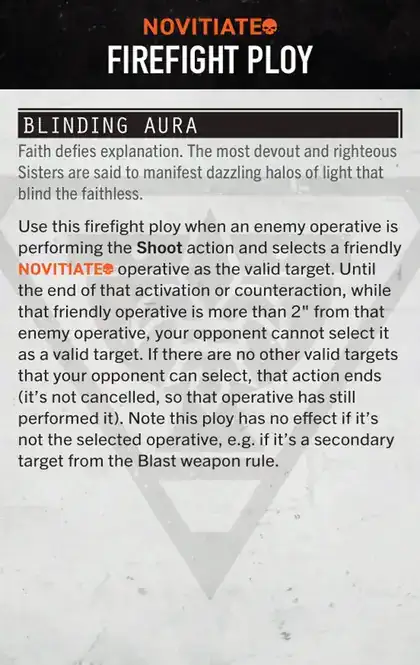 NOVITIATE
FIREFIGHT PLOY
BLINDING AURA
Faith defies explanation. The most devout and righteous
Sisters are said to manifest dazzling halos of light that
blind the faithless.
Use this firefight ploy when an enemy operative is
performing the Shoot action and selects a friendly
NOVITIATE operative as the valid target. Until
the end of that activation or counteraction, while
that friendly operative is more than 2" from that
enemy operative, your opponent cannot select it
as a valid target. If there are no other valid targets
that your opponent can select, that action ends
(it’s not cancelled, so that operative has still
performed it). Note this ploy has no effect if it’s
not the selected operative, e.g. if it’s a secondary
target from the Blast weapon rule.